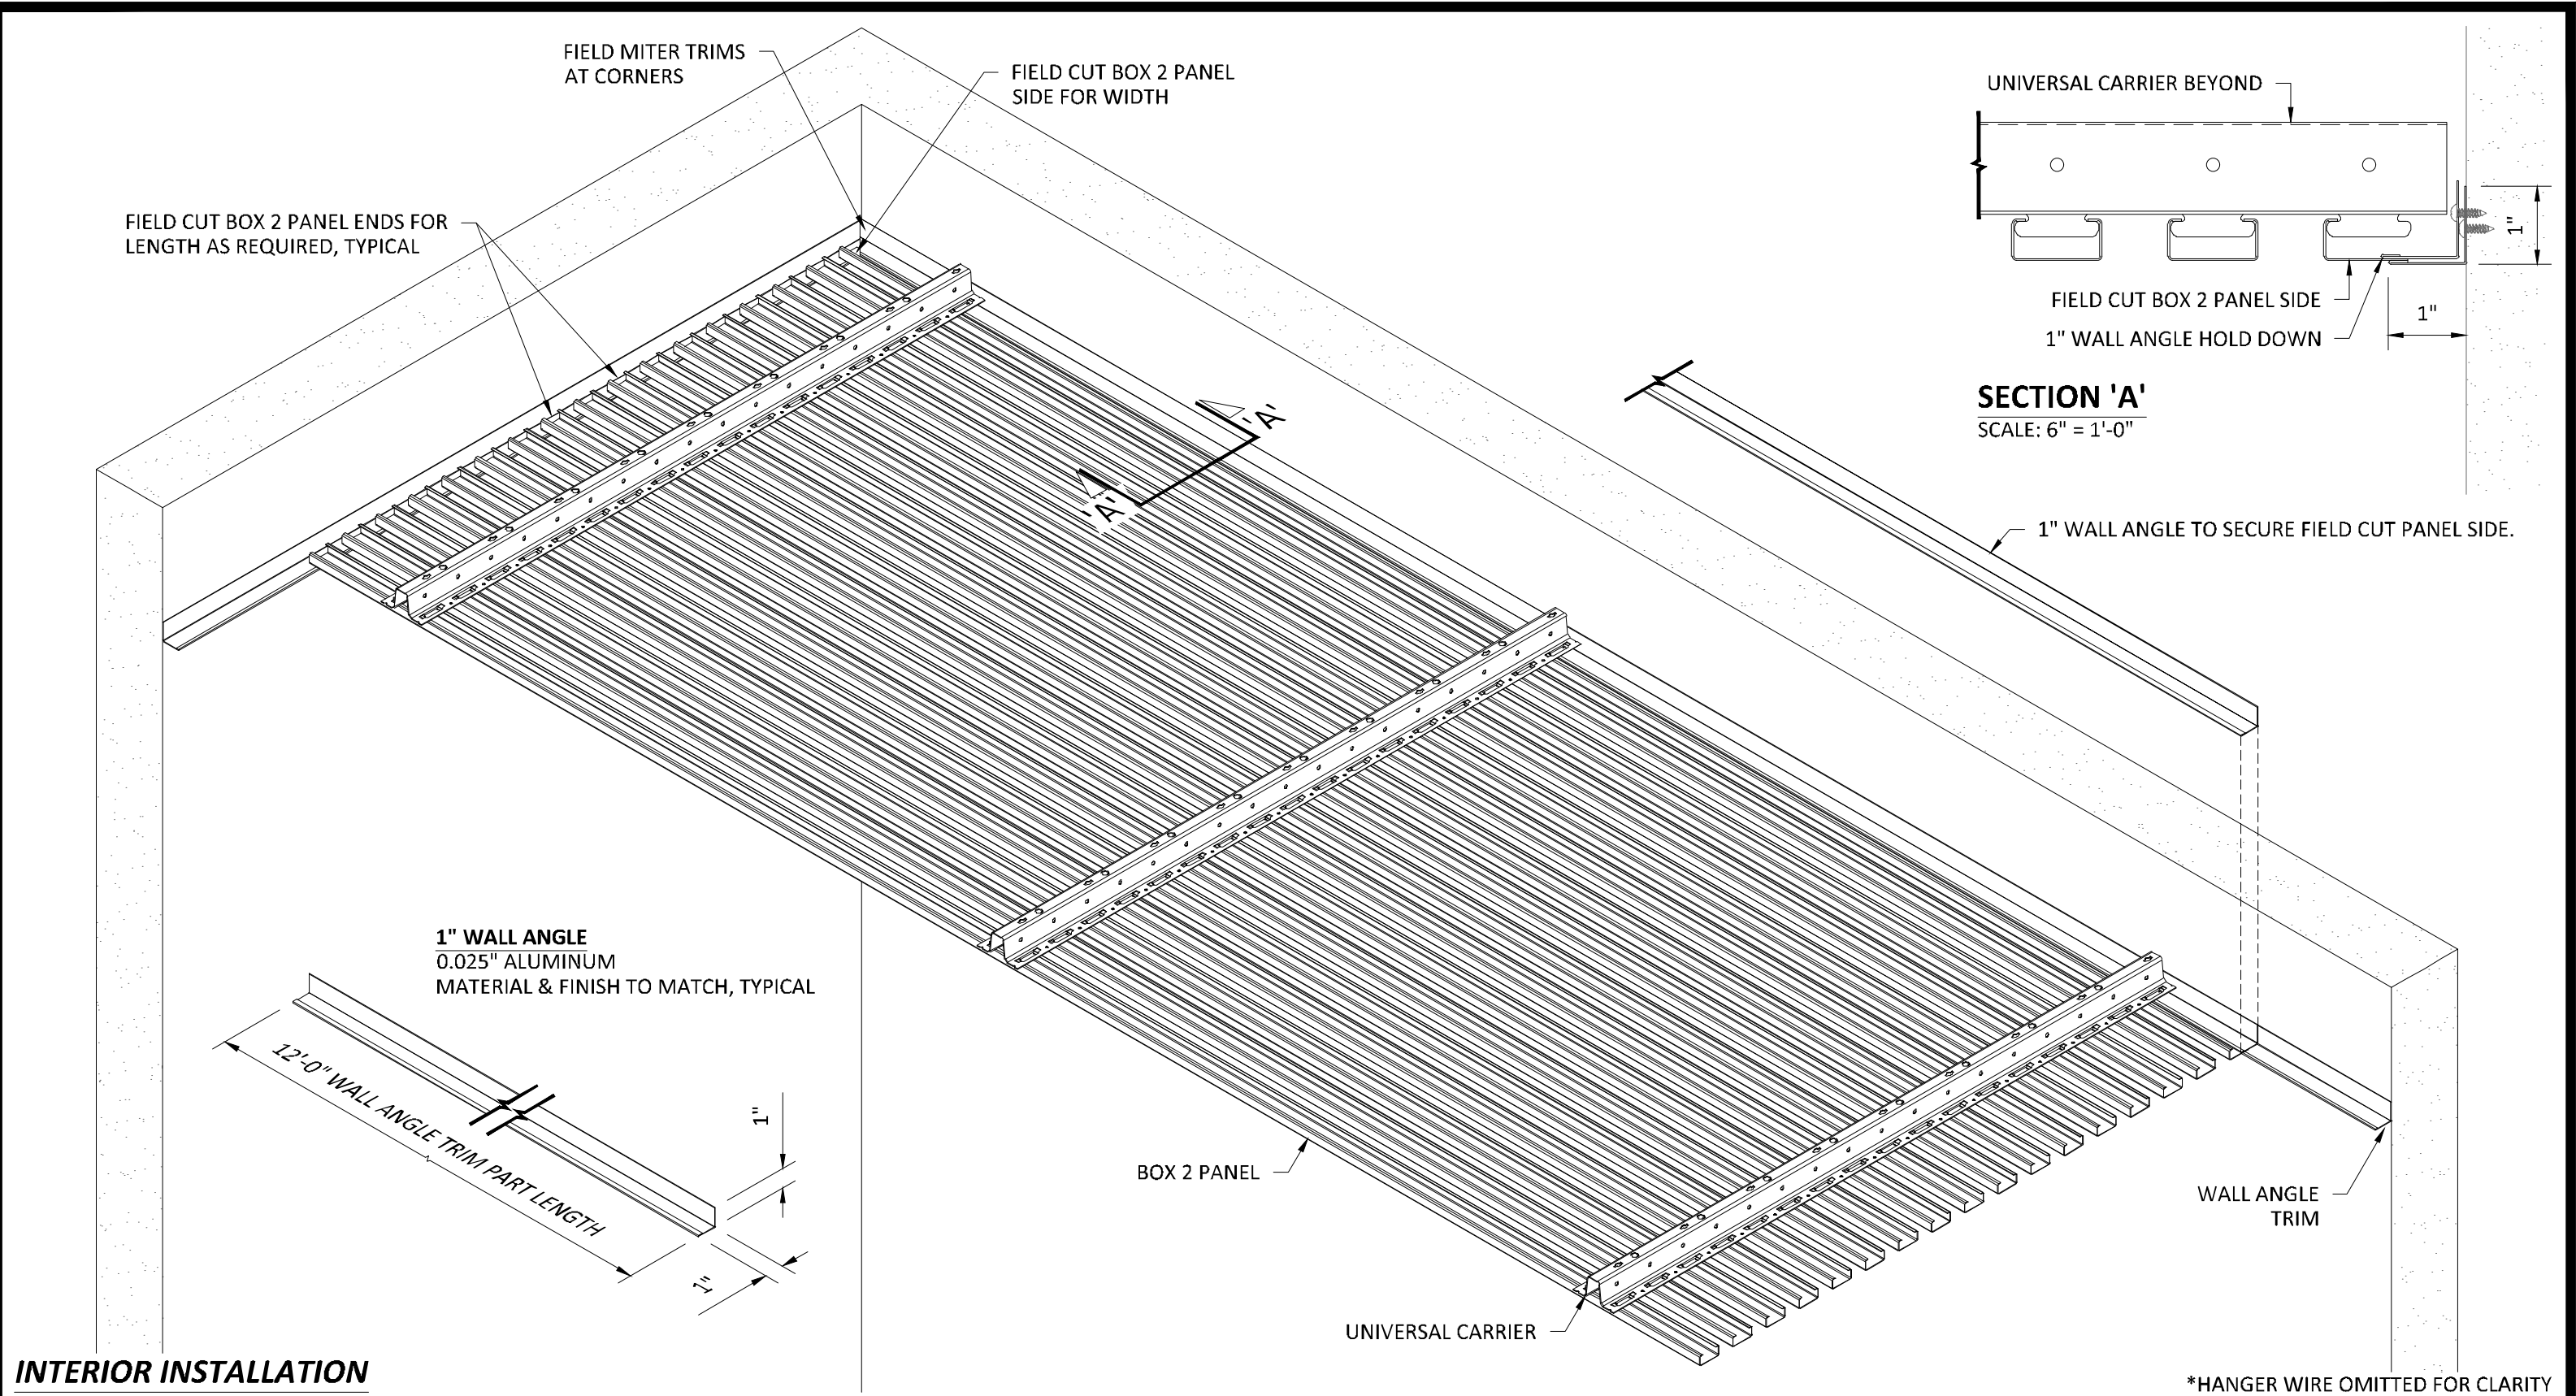 FIELD MITER TRIMS
AT CORNERS
FIELD CUT BOX 2 PANEL
SIDE FOR WIDTH
FIELD CUT BOX 2 PANEL ENDS FOR
LENGTH AS REQUIRED, TYPICAL
UNIVERSAL CARRIER BEYOND
1"
FIELD CUT BOX 2 PANEL SIDE
1"
1" WALL ANGLE HOLD DOWN
SECTION 'A'
SCALE: 6" = 1'-0"
'A'
'A'
1" WALL ANGLE TO SECURE FIELD CUT PANEL SIDE.
1" WALL ANGLE
0.025" ALUMINUM
MATERIAL & FINISH TO MATCH, TYPICAL
12'-0" WALL ANGLE TRIM PART LENGTH
1"
1"
BOX 2 PANEL
WALL ANGLE
TRIM
UNIVERSAL CARRIER
INTERIOR INSTALLATION
*HANGER WIRE OMITTED FOR CLARITY